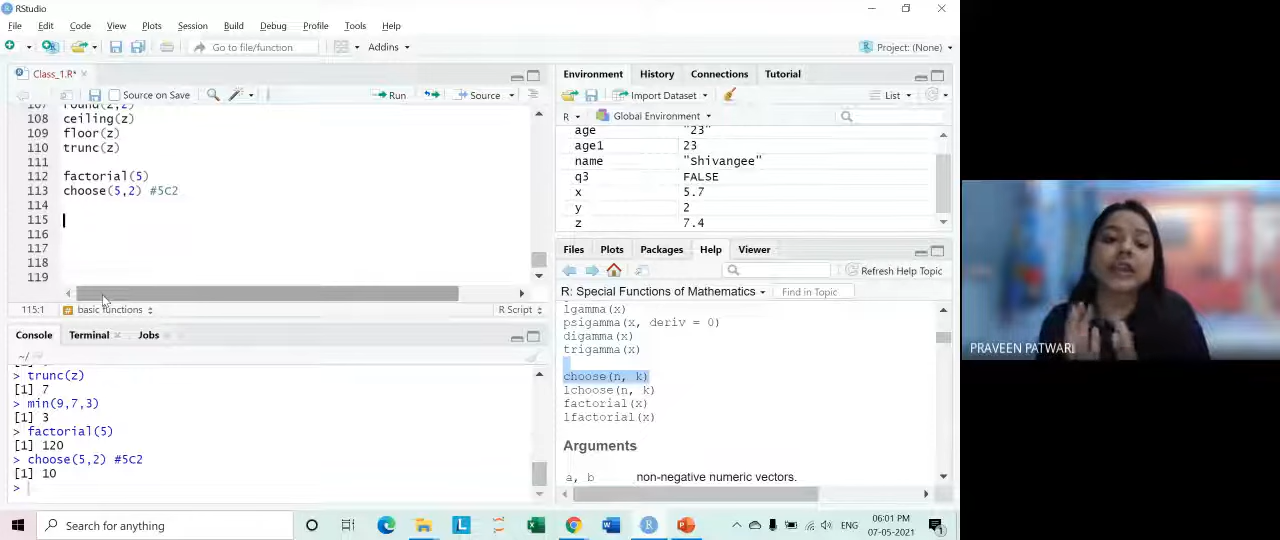 RStudio
File Edit Code View Plots Session Build Debug Profile Tools Help
Go to file/function Addins Project: (None)
Class_1.R*
Source on Save Run Source
107 round(z,2)
108 ceiling(z)
109 floor(z)
110 trunc(z)
111
112 factorial(5)
113 choose(5,2) #5c2
114
115
116
117
118
119
115:1 basic functions R Script
Console Terminal Jobs
~/
> trunc(z)
[1] 7
> min(9,7,3)
[1] 3
> factorial(5)
[1] 120
> choose(5,2) #5c2
[1] 10
>
Environment History Connections Tutorial
Import Dataset List
R Global Environment
age "23"
age1 23
name "Shivangee"
q3 FALSE
x 5.7
y 2
z 7.4
Files Plots Packages Help Viewer
Refresh Help Topic
R: Special Functions of Mathematics Find in Topic
lgamma(x)
psigamma(x, deriv = 0)
digamma(x)
trigamma(x)
choose(n, k)
lchoose(n, k)
factorial(x)
lfactorial(x)
Arguments
a, b non-negative numeric vectors.
PRAVEEN PATWARI
Search for anything
ENG
06:01 PM
07-05-2021